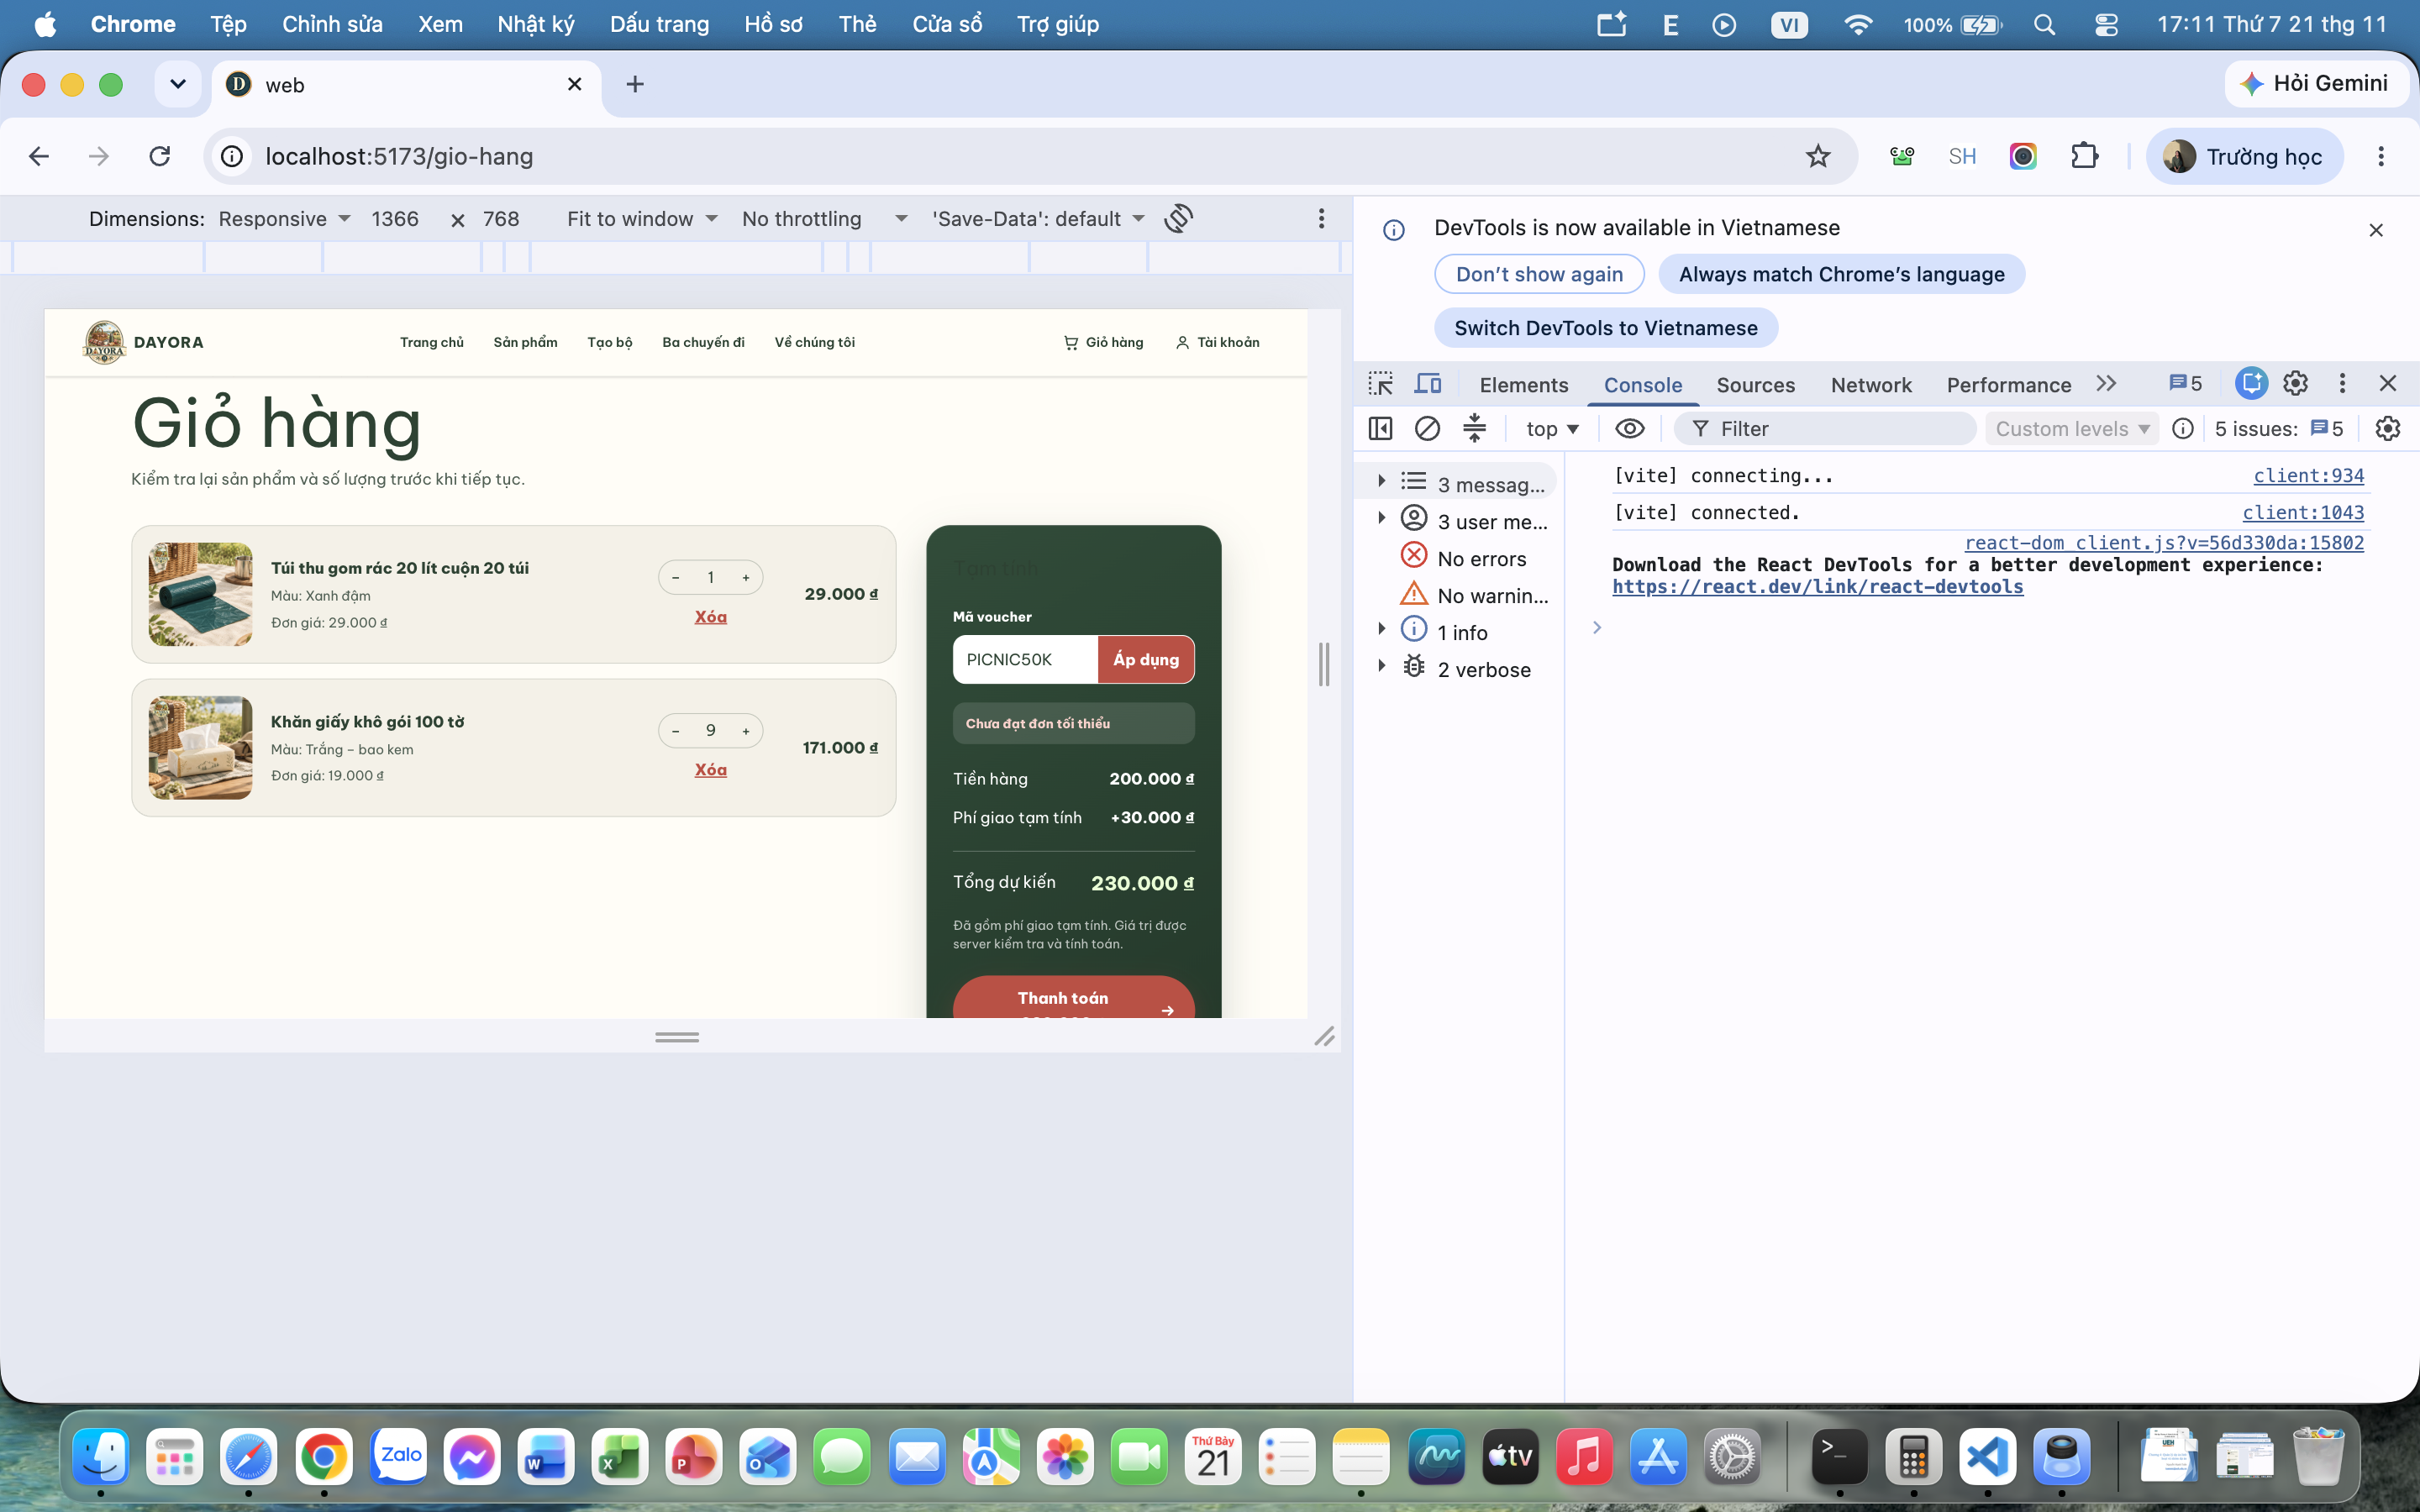 Chrome Tệp Chỉnh sửa Xem Nhật ký Dấu trang Hồ sơ Thẻ Cửa sổ Trợ giúp E VI 100% 17:11 Thứ 7 21 thg 11
D web Hỏi Gemini
localhost:5173/gio-hang SH Trường học
Dimensions: Responsive 1366 x 768 Fit to window No throttling 'Save-Data': default
DAYORA DAYORA Trang chủ Sản phẩm Tạo bộ Ba chuyến đi Về chúng tôi Giỏ hàng Tài khoản
Giỏ hàng
Kiểm tra lại sản phẩm và số lượng trước khi tiếp tục.
Túi thu gom rác 20 lít cuộn 20 túi
Màu: Xanh đậm
Đơn giá: 29.000 đ
− 1 +
Xóa
29.000 đ
Khăn giấy khô gói 100 tờ
Màu: Trắng – bao kem
Đơn giá: 19.000 đ
− 9 +
Xóa
171.000 đ
Tạm tính
Mã voucher
PICNIC50K Áp dụng
Chưa đạt đơn tối thiểu
Tiền hàng 200.000 đ
Phí giao tạm tính +30.000 đ
Tổng dự kiến 230.000 đ
Đã gồm phí giao tạm tính. Giá trị được
server kiểm tra và tính toán.
Thanh toán
DevTools is now available in Vietnamese
Don't show again Always match Chrome's language
Switch DevTools to Vietnamese
Elements Console Sources Network Performance 5
top Filter Custom levels 5 issues: 5
3 messag...
3 user me...
No errors
No warnin...
1 info
2 verbose
[vite] connecting... client:934
[vite] connected. client:1043
react-dom_client.js?v=56d330da:15802
Download the React DevTools for a better development experience:
https://react.dev/link/react-devtools
Zalo W X P O Thứ Bảy 21 tv